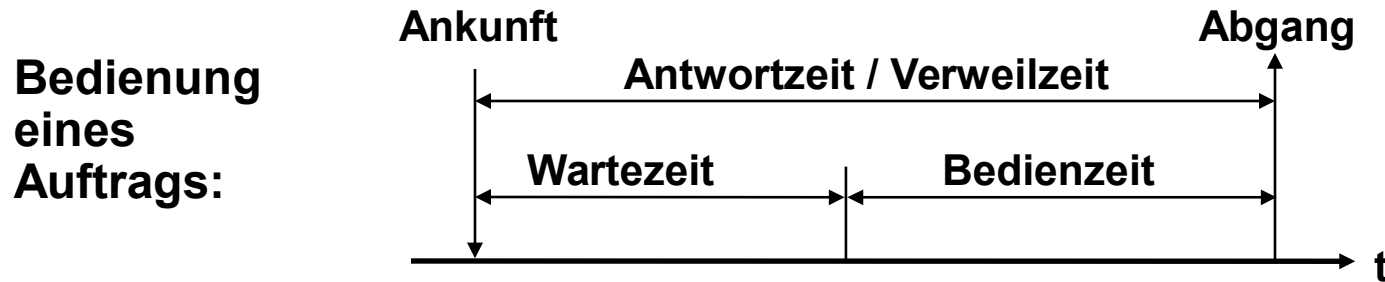 Ankunft
Abgang
Bedienung
eines
Auftrags:
Antwortzeit / Verweilzeit
Wartezeit
Bedienzeit
t